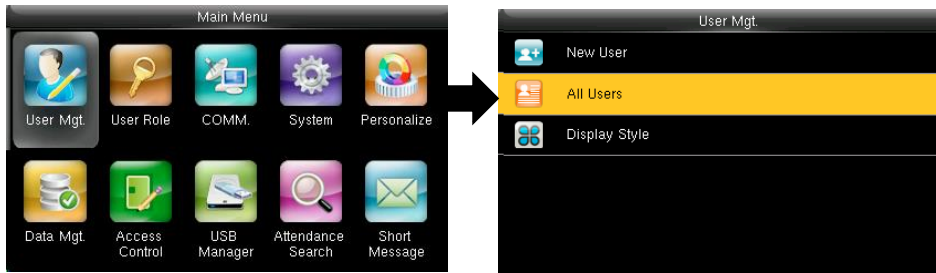 Main Menu
User Mgt.
User Role
COMM.
System
Personalize
Data Mgt.
Access
Control
USB
Manager
Attendance
Search
Short
Message
User Mgt.
New User
All Users
Display Style